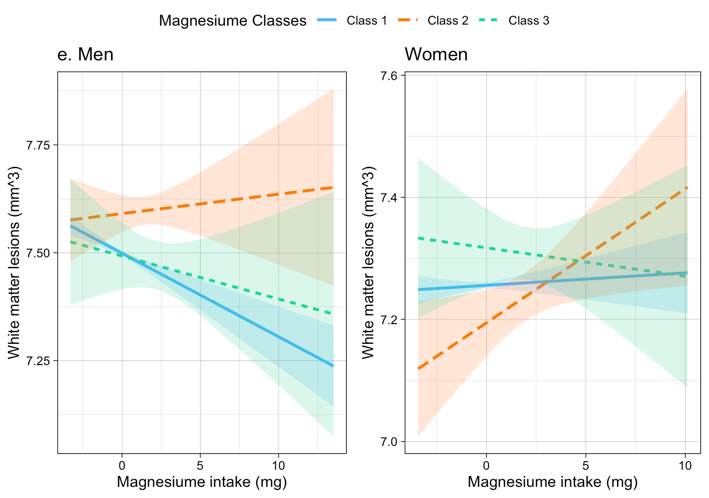 Magnesiume Classes Class 1 Class 2 Class 3
e. Men
Women
White matter lesions (mm^3)
7.75
7.50
7.25
0 5 10
Magnesiume intake (mg)
White matter lesions (mm^3)
7.6
7.4
7.2
7.0
0 5 10
Magnesiume intake (mg)